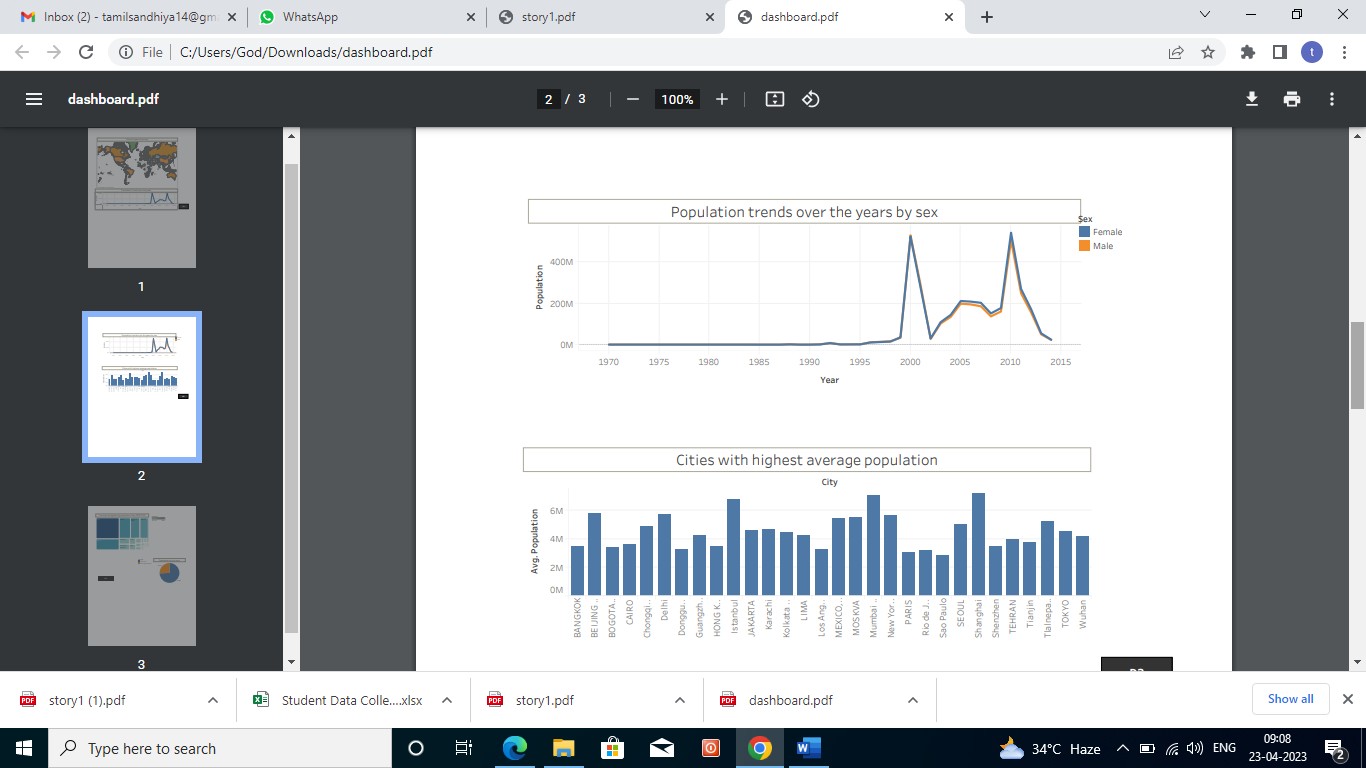 Inbox (2) - tamilsandhiya14@gm
WhatsApp
story1.pdf
dashboard.pdf
File
C:/Users/God/Downloads/dashboard.pdf
t
dashboard.pdf
2 / 3
100%
1
2
3
Population trends over the years by sex
Sex
Female
Male
Population
400M
200M
0M
1970 1975 1980 1985 1990 1995 2000 2005 2010 2015
Year
Cities with highest average population
City
Avg. Population
6M
4M
2M
0M
BANGKOK
BEIJING ..
BOGOTA..
CAIRO
Chongqi..
Delhi
Donggu..
Guangzh..
HONG K..
Istanbul
JAKARTA
Karachi
Kolkata ..
LIMA
Los Ang..
MEXICO,..
MOSKVA
Mumbai ..
New Yor..
PARIS
Rio de J..
Sao Paulo
SEOUL
Shanghai
Shenzhen
TEHRAN
Tianjin
Tlalnepa..
TOKYO
Wuhan
story1 (1).pdf
Student Data Colle....xlsx
story1.pdf
dashboard.pdf
Show all
Type here to search
34°C Haze
ENG
09:08
23-04-2023
2